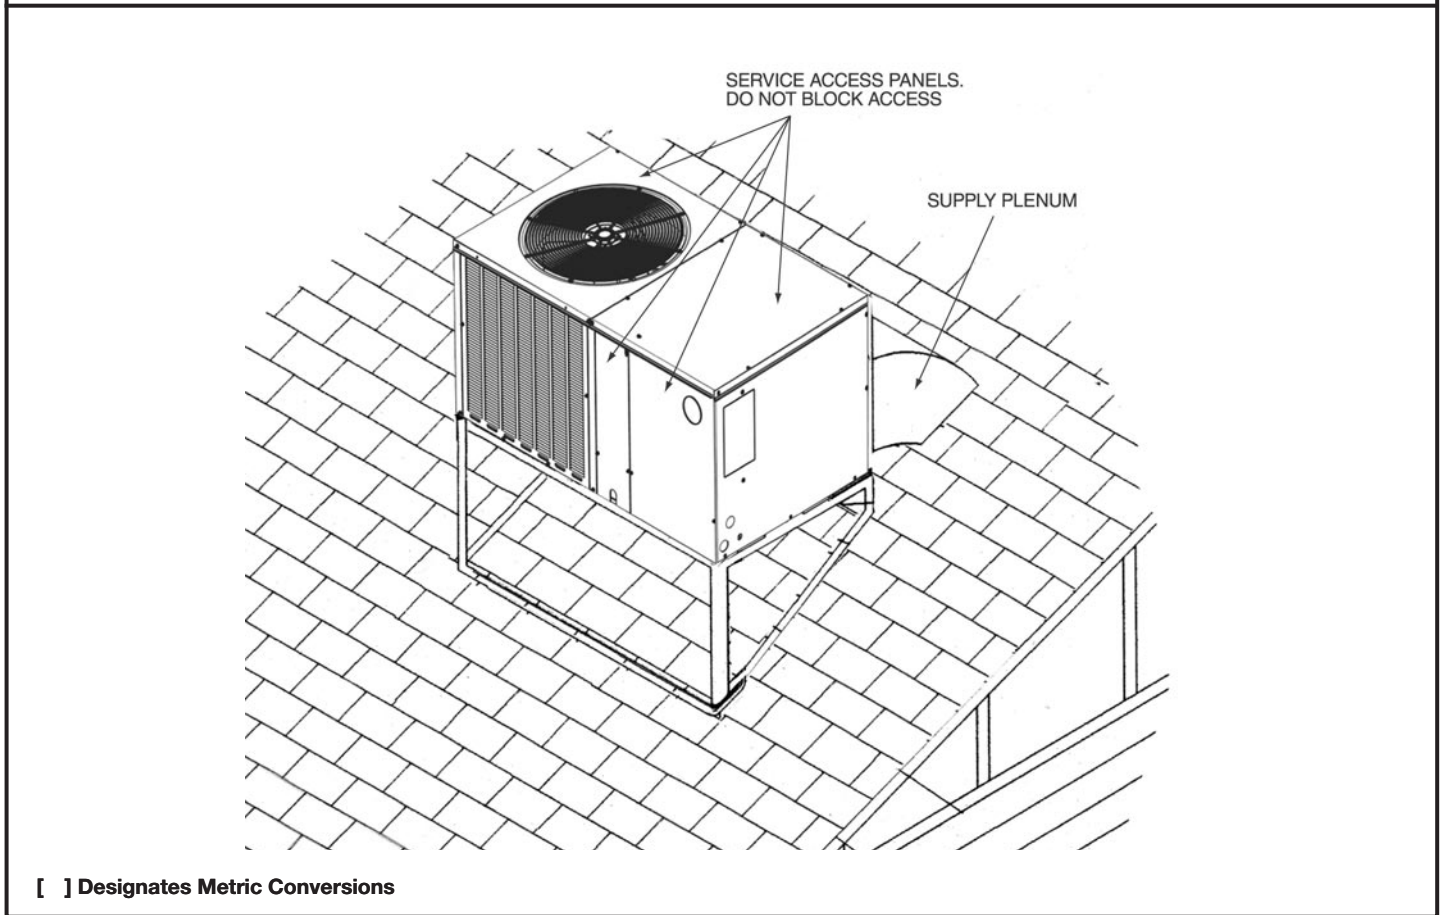 SERVICE ACCESS PANELS.
DO NOT BLOCK ACCESS
SUPPLY PLENUM
[ ] Designates Metric Conversions